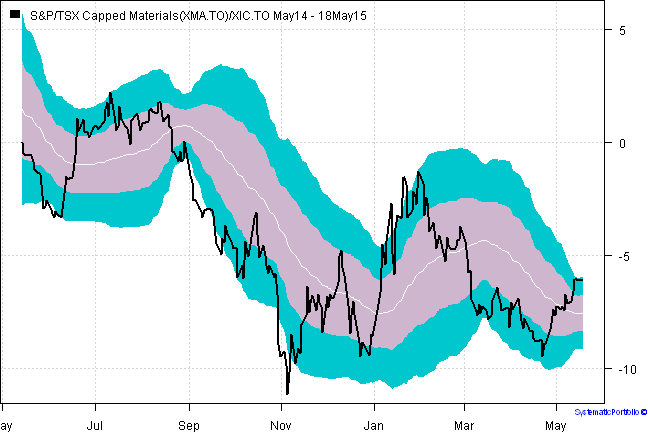 S&P/TSX Capped Materials(XMA.TO)/XIC.TO May14 - 18May15
5
0
-5
-10
ay Jul Sep Nov Jan Mar May
SystematicPortfolio ©